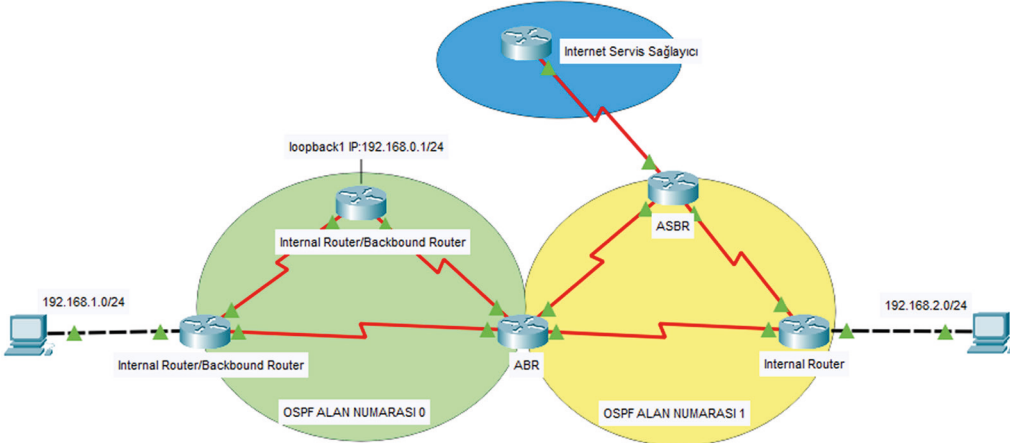 Internet Servis Sağlayıcı
loopback1 IP:192.168.0.1/24
ASBR
Internal Router/Backbound Router
192.168.1.0/24
192.168.2.0/24
Internal Router/Backbound Router
ABR
Internal Router
OSPF ALAN NUMARASI 0
OSPF ALAN NUMARASI 1